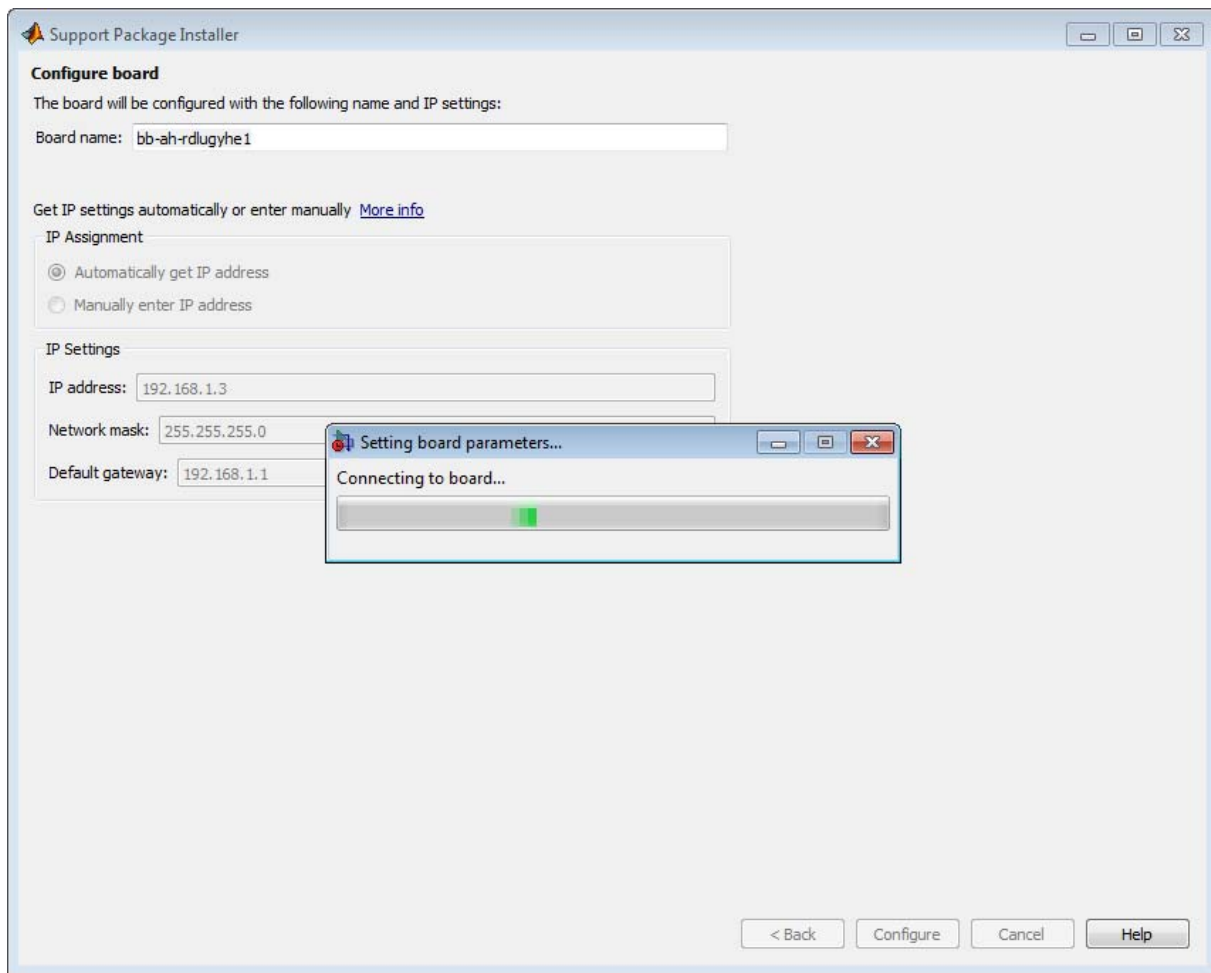 Support Package Installer
Configure board
The board will be configured with the following name and IP settings:
Board name: bb-ah-rdlugyhe1
Get IP settings automatically or enter manually More info
IP Assignment
Automatically get IP address
Manually enter IP address
IP Settings
IP address: 192.168.1.3
Network mask: 255.255.255.0
Default gateway: 192.168.1.1
Setting board parameters...
Connecting to board...
< Back Configure Cancel Help